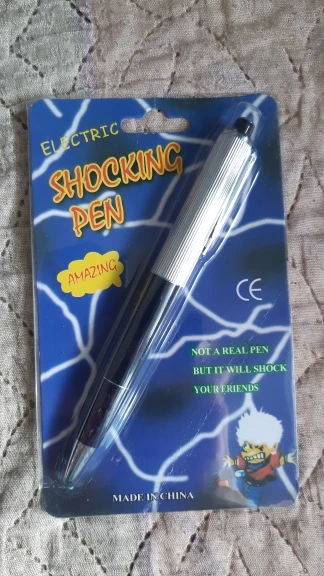 ELECTRIC
SHOCKING
PEN
AMAZING
CE
NOT A REAL PEN
BUT IT WILL SHOCK
YOUR FRIENDS
MADE IN CHINA